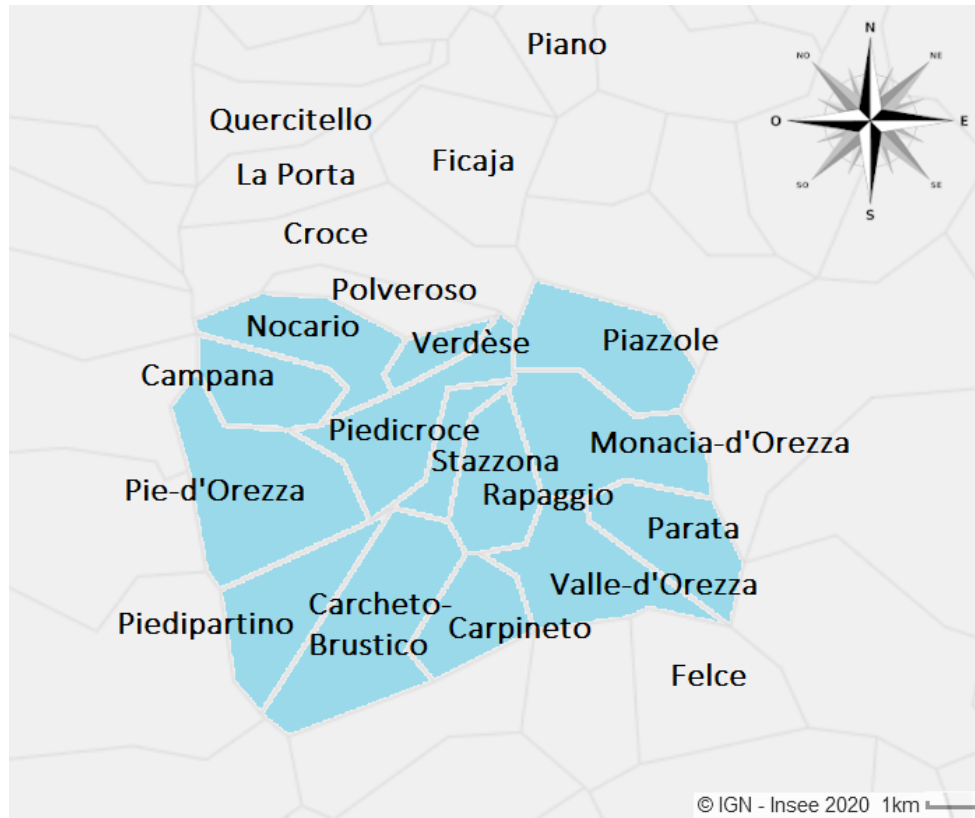 Piano
N
NO
NE
O
E
SO
SE
S
Quercitello
La Porta
Ficaja
Croce
Polveroso
Nocario
Verdèse
Piazzole
Campana
Piedicroce
Monacia-d'Orezza
Stazzona
Pie-d'Orezza
Rapaggio
Parata
Valle-d'Orezza
Piedipartino
Carcheto-
Brustico
Carpineto
Felce
© IGN - Insee 2020 1km